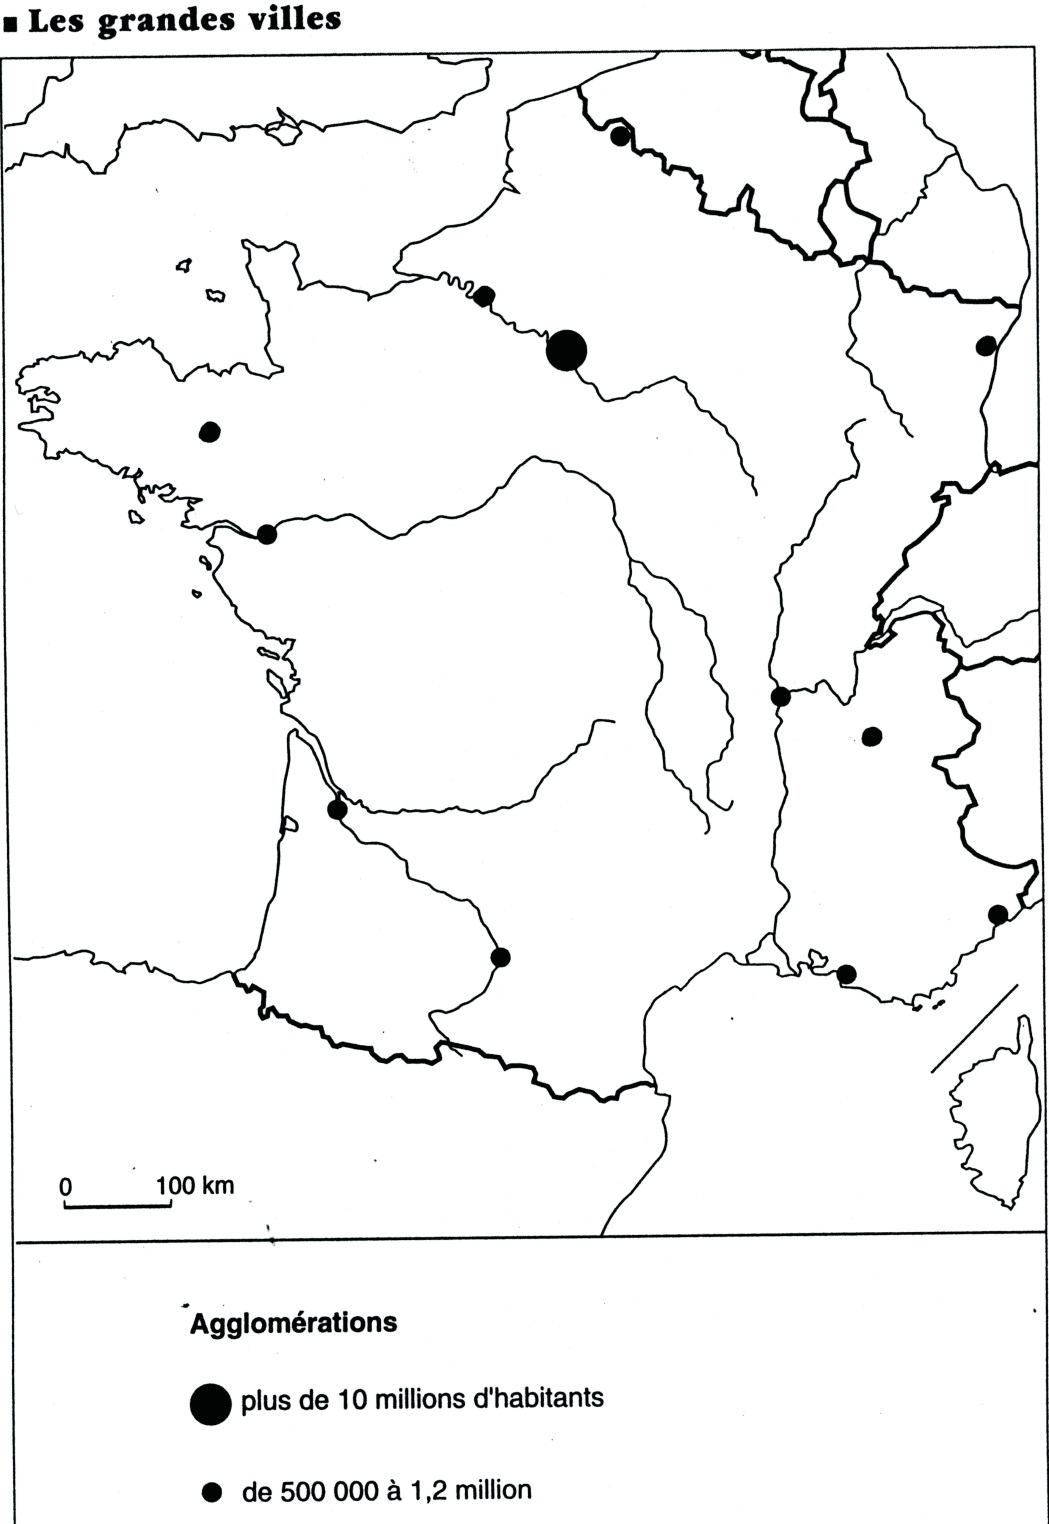 ■ Les grandes villes
0 100 km
Agglomérations
plus de 10 millions d'habitants
de 500 000 à 1,2 million